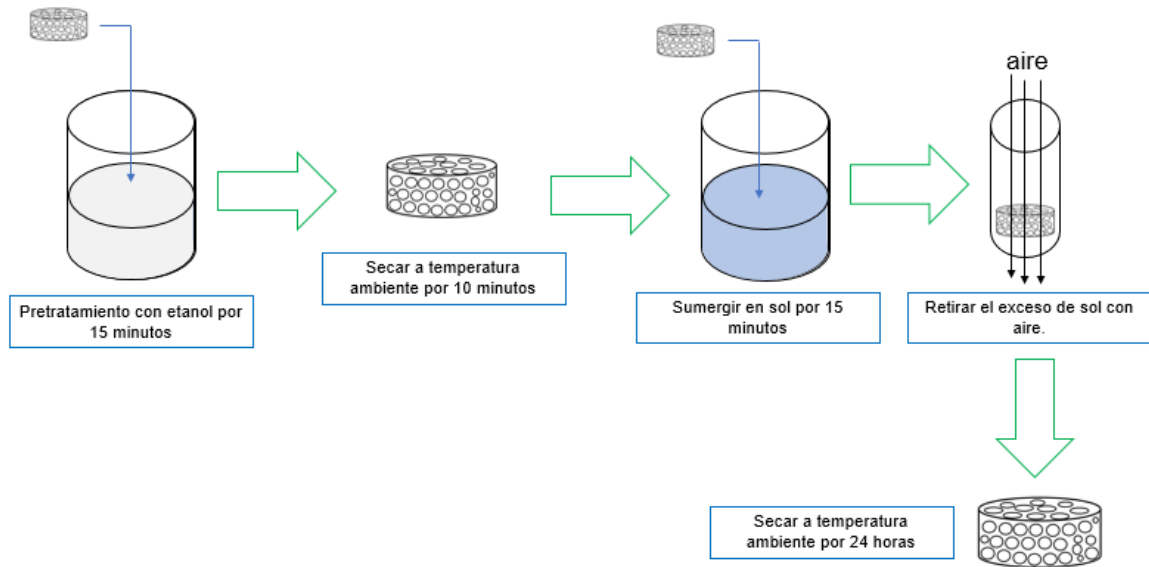 aire
Pretratamiento con etanol por
15 minutos
Secar a temperatura
ambiente por 10 minutos
Sumergir en sol por 15
minutos
Retirar el exceso de sol con
aire.
Secar a temperatura
ambiente por 24 horas